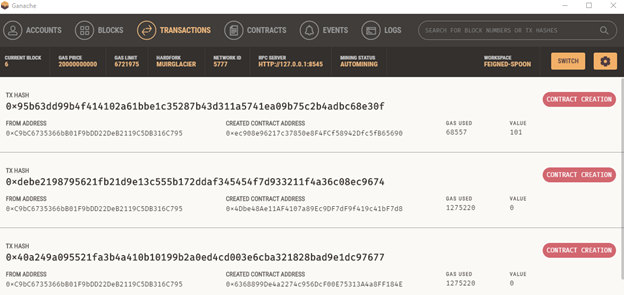 Ganache
ACCOUNTS BLOCKS TRANSACTIONS CONTRACTS EVENTS LOGS SEARCH FOR BLOCK NUMBERS OR TX HASHES
CURRENT BLOCK GAS PRICE GAS LIMIT HARDFORK NETWORK ID RPC SERVER MINING STATUS WORKSPACE
6 20000000000 6721975 MUIRGLACIER 5777 HTTP://127.0.0.1:8545 AUTOMINING FEIGNED-SPOON SWITCH
TX HASH
0×95b63dd99b4f414102a61bbe1c35287b43d311a5741ea09b75c2b4adbc68e30f CONTRACT CREATION
FROM ADDRESS CREATED CONTRACT ADDRESS GAS USED VALUE
0×C9bC6735366bB01F9bDD22DeB2119C5DB316C795 0×ec908e96217c37850e8F4FCf58942Dfc5fB65690 68557 101
TX HASH
0×debe2198795621fb21d9e13c555b172ddaf345454f7d933211f4a36c08ec9674 CONTRACT CREATION
FROM ADDRESS CREATED CONTRACT ADDRESS GAS USED VALUE
0×C9bC6735366bB01F9bDD22DeB2119C5DB316C795 0×4Dbe48Ae11AF4107a89Ec9DF7dF9f419c41bF7d8 1275220 0
TX HASH
0×40a249a095521fa3b4a410b10199b2a0ed4cd003e6cba321828bad9e1dc97677 CONTRACT CREATION
FROM ADDRESS CREATED CONTRACT ADDRESS GAS USED VALUE
0×C9bC6735366bB01F9bDD22DeB2119C5DB316C795 0×6368899De4a2274c956DcF00E75313A4a8FF184E 1275220 0